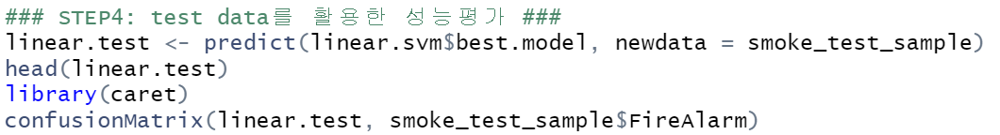 ### STEP4: test data를 활용한 성능평가 ###
linear.test <- predict(linear.svm$best.model, newdata = smoke_test_sample)
head(linear.test)
library(caret)
confusionMatrix(linear.test, smoke_test_sample$FireAlarm)